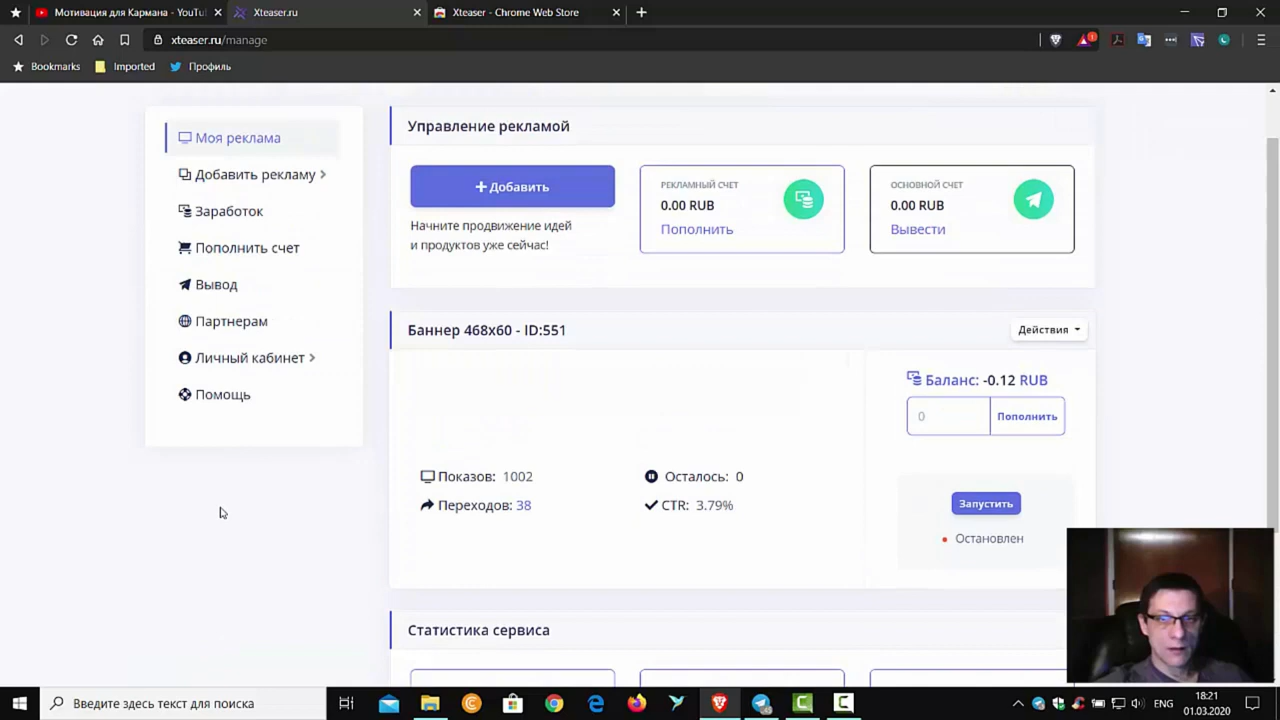 Мотивация для Кармана - YouTu
Xteaser.ru
Xteaser - Chrome Web Store
xteaser.ru/manage
1
Bookmarks
Imported
Профиль
Моя реклама
Добавить рекламу
Заработок
Пополнить счет
Вывод
Партнерам
Личный кабинет
Помощь
Управление рекламой
+ Добавить
Начните продвижение идей
и продуктов уже сейчас!
РЕКЛАМНЫЙ СЧЕТ
0.00 RUB
Пополнить
ОСНОВНОЙ СЧЕТ
0.00 RUB
Вывести
Баннер 468x60 - ID:551
Действия
Баланс: -0.12 RUB
0
Пополнить
Показов: 1002
Осталось: 0
Переходов: 38
CTR: 3.79%
Запустить
Остановлен
Статистика сервиса
Введите здесь текст для поиска
ENG
18:21
01.03.2020